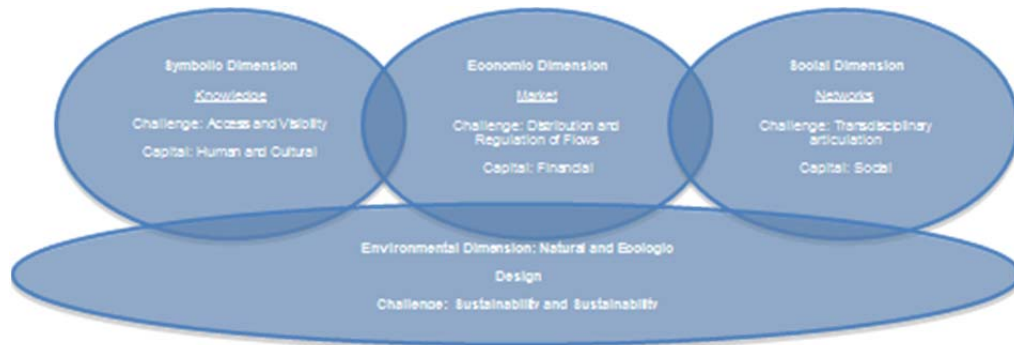 Symbolic Dimension
Knowledge
Challenge: Access and Visibility
Capital: Human and Cultural
Economic Dimension
Market
Challenge: Distribution and
Regulation of Flows
Capital: Financial
Social Dimension
Networks
Challenge: Transdisciplinary
articulation
Capital: Social
Environmental Dimension: Natural and Ecologic
Design
Challenge: Sustainability and Sustainability